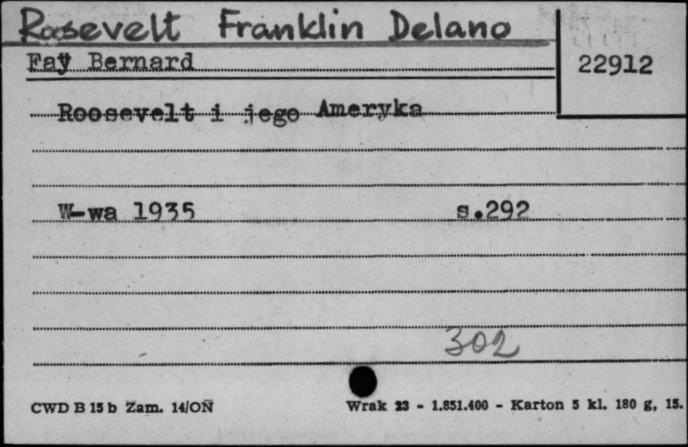 Roosevelt Franklin Delano
Faÿ Bernard
22912
Roosevelt i jego Ameryka
W-wa 1935 s.292
302
CWD B 15 b Zam. 14/ON Wrak 23 - 1.851.400 - Karton 5 kl. 180 g, 15.